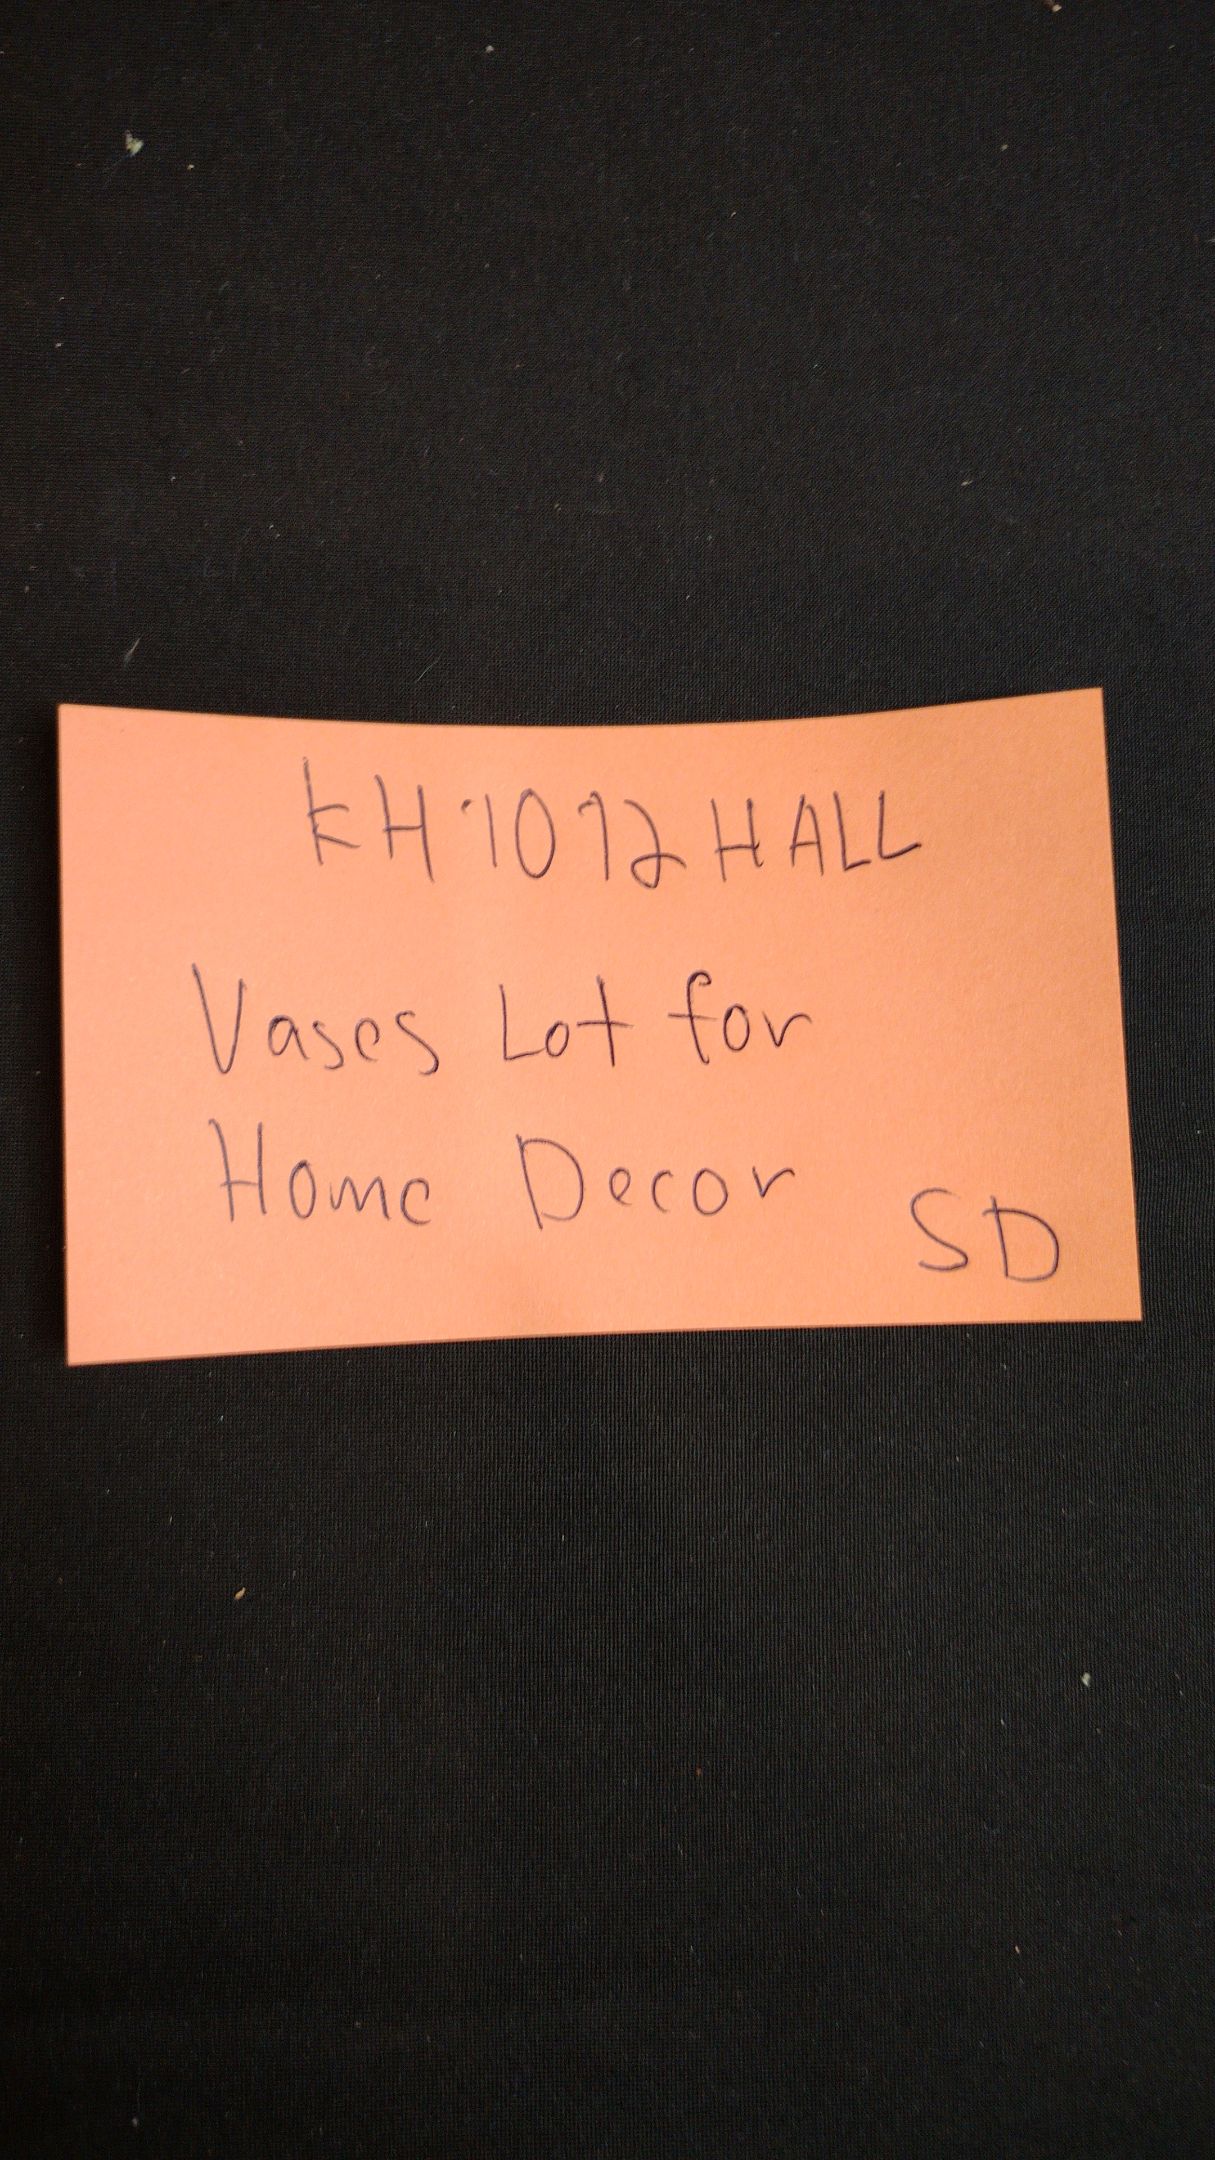 KH1072HALL
Vases Lot for
Home Decor
SD